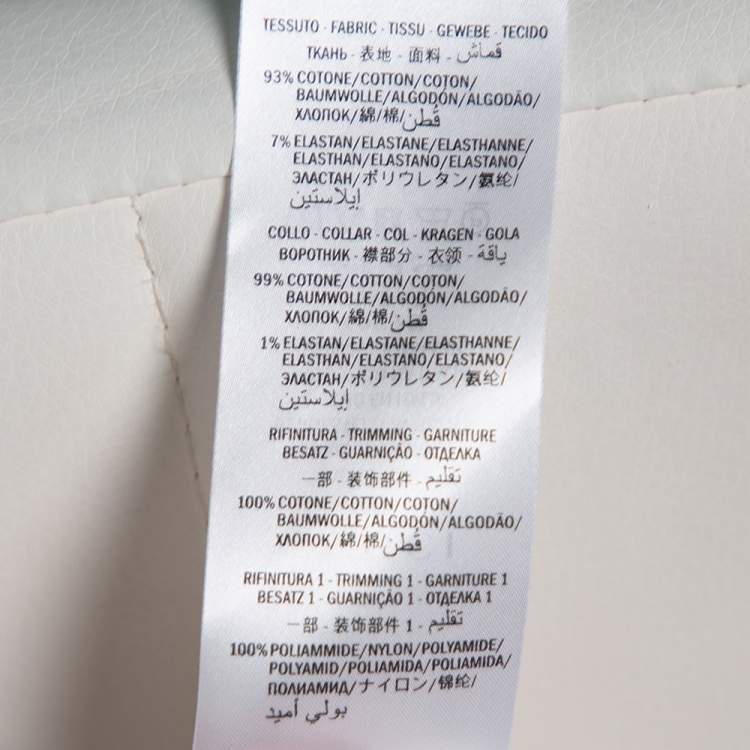 TESSUTO - FABRIC - TISSU - GEWEBE - TECIDO
ТКАНЬ - 表地 - 面料 - قماش
93% COTONE/COTTON/COTON/
BAUMWOLLE/ALGODÓN/ALGODÃO/
ХЛОПОК/綿/棉/قُطن
7% ELASTAN/ELASTANE/ELASTHANNE/
ELASTHAN/ELASTANO/ELASTANO/
ЭЛАСТАН/ポリウレタン/氨纶/
إيلاستين
COLLO - COLLAR - COL - KRAGEN - GOLA
ВОРОТНИК - 襟部分 - 衣领 - ياقة
99% COTONE/COTTON/COTON/
BAUMWOLLE/ALGODÓN/ALGODÃO/
ХЛОПОК/綿/棉/قُطن
1% ELASTAN/ELASTANE/ELASTHANNE/
ELASTHAN/ELASTANO/ELASTANO/
ЭЛАСТАН/ポリウレタン/氨纶/
إيلاستين
RIFINITURA - TRIMMING - GARNITURE
BESATZ - GUARNIÇÃO - ОТДЕЛКА
一部 - 装饰部件 - تقليم
100% COTONE/COTTON/COTON/
BAUMWOLLE/ALGODÓN/ALGODÃO/
ХЛОПОК/綿/棉/قُطن
RIFINITURA 1 - TRIMMING 1 - GARNITURE 1
BESATZ 1 - GUARNIÇÃO 1 - ОТДЕЛКА 1
一部 - 装饰部件 1 - تقليم
100% POLIAMMIDE/NYLON/POLYAMIDE/
POLYAMID/POLIAMIDA/POLIAMIDA/
ПОЛИАМИД/ナイロン/锦纶/
بولي أميد